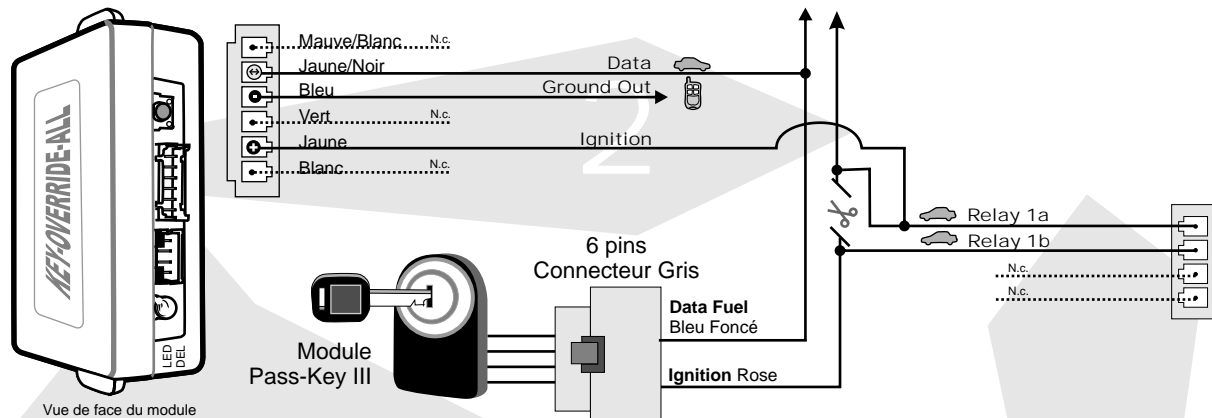 KEY-OVERRIDE-ALL
LED
DEL
Vue de face du module
Mauve/Blanc N.c.
Jaune/Noir Data
Bleu Ground Out
Vert N.c.
Jaune Ignition
Blanc N.c.
2
Relay 1a
Relay 1b
N.c.
N.c.
6 pins
Connecteur Gris
Data Fuel
Bleu Foncé
Ignition Rose
Module
Pass-Key III